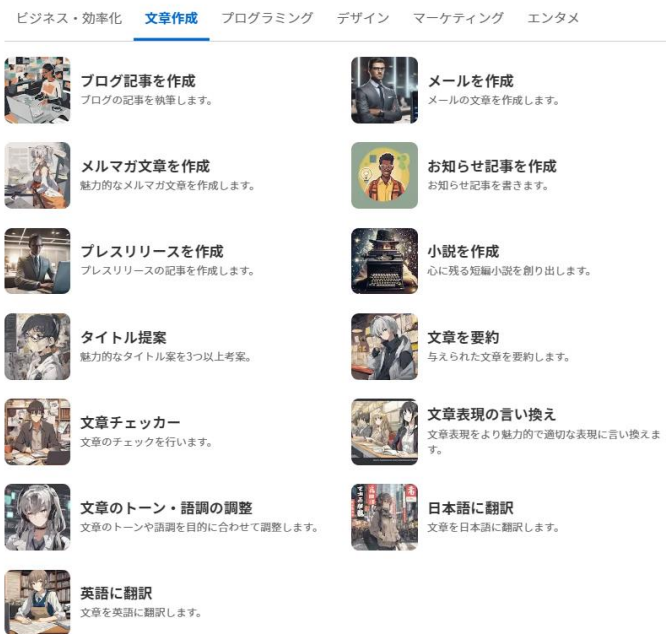 ビジネス・効率化 文章作成 プログラミング デザイン マーケティング エンタメ
ブログ記事を作成
ブログの記事を執筆します。
メールを作成
メールの文章を作成します。
メルマガ文章を作成
魅力的なメルマガ文章を作成します。
お知らせ記事を作成
お知らせ記事を書きます。
プレスリリースを作成
プレスリリースの記事を作成します。
小説を作成
心に残る短編小説を創り出します。
タイトル提案
魅力的なタイトル案を3つ以上考案。
文章を要約
与えられた文章を要約します。
文章チェッカー
文章のチェックを行います。
文章表現の言い換え
文章表現をより魅力的で適切な表現に言い換えま
す。
文章のトーン・語調の調整
文章のトーンや語調を目的に合わせて調整します。
日本語に翻訳
文章を日本語に翻訳します。
英語に翻訳
文章を英語に翻訳します。